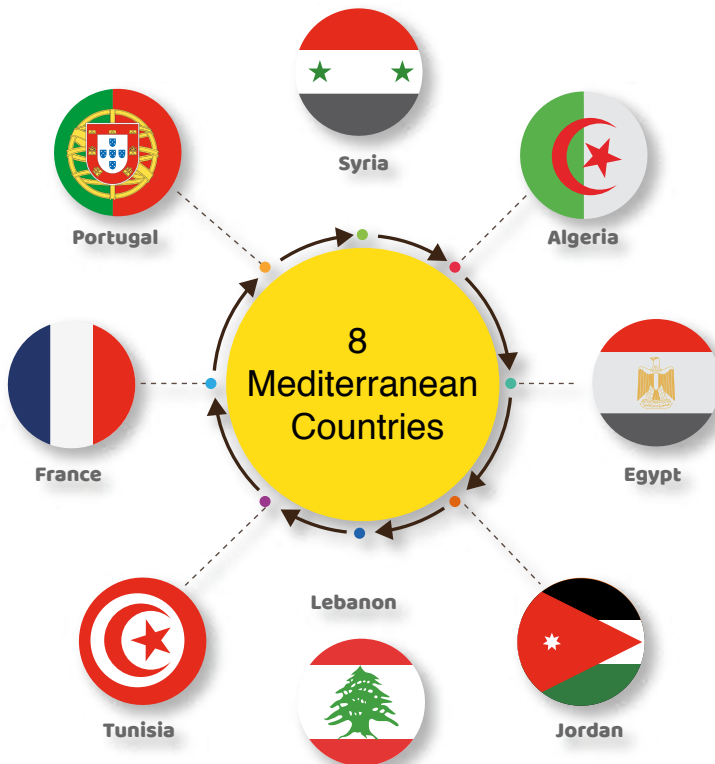 Syria
Portugal
Algeria
8
Mediterranean
Countries
France
Egypt
Lebanon
Tunisia
Jordan